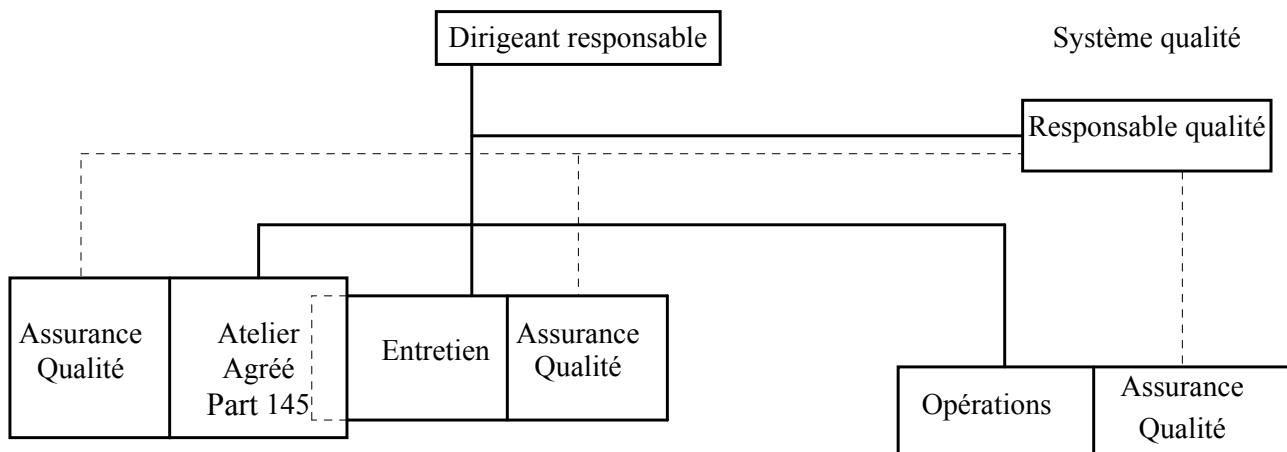 Dirigeant responsable
Système qualité
Responsable qualité
Assurance
Qualité
Atelier
Agréé
Part 145
Entretien
Assurance
Qualité
Opérations
Assurance
Qualité